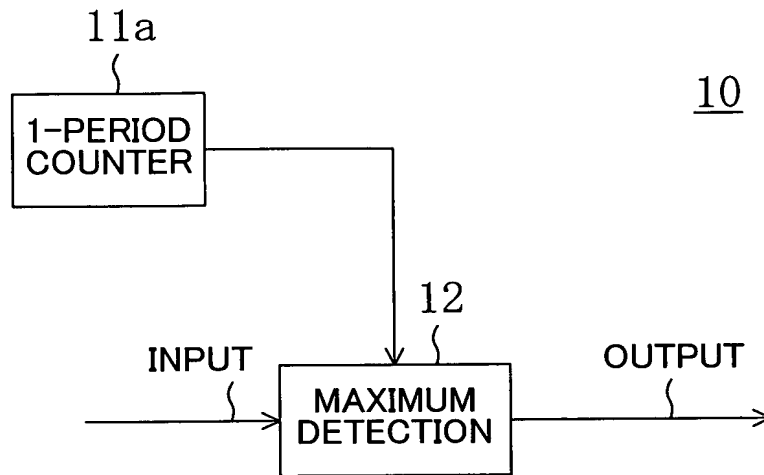 11a
10
1-PERIOD
COUNTER
12
INPUT
OUTPUT
MAXIMUM
DETECTION